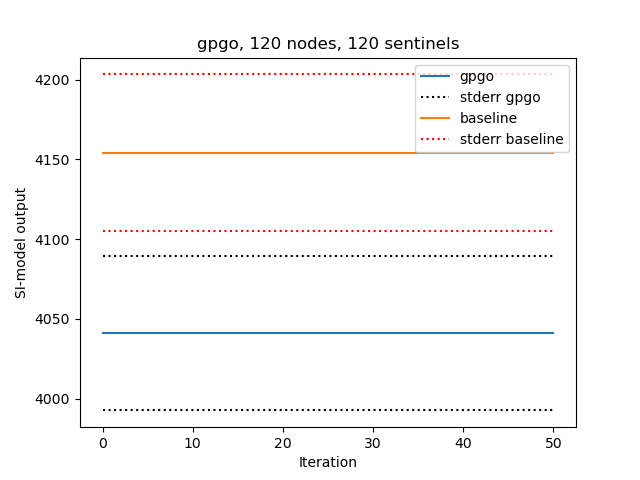 gpgo, 120 nodes, 120 sentinels
gpgo
stderr gpgo
baseline
stderr baseline
4200
4150
4100
4050
4000
SI-model output
0 10 20 30 40 50
Iteration